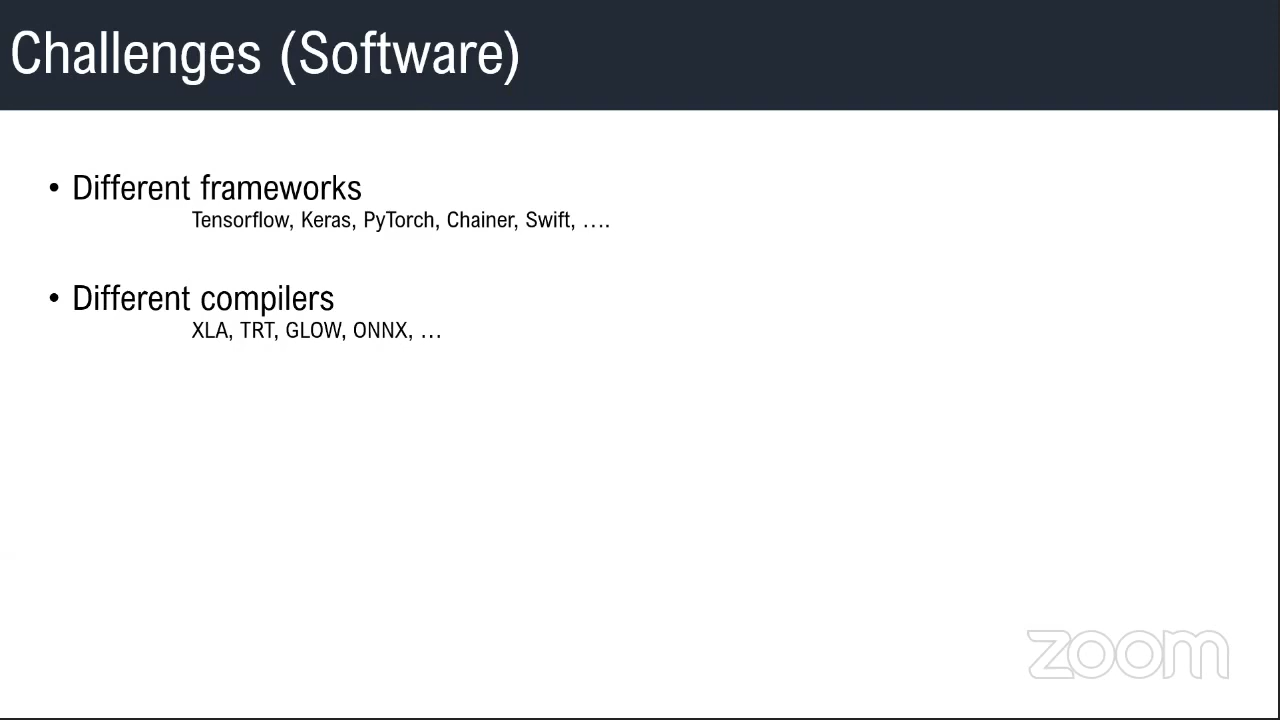 Challenges (Software)
• Different frameworks
Tensorflow, Keras, PyTorch, Chainer, Swift, ….
• Different compilers
XLA, TRT, GLOW, ONNX, …
zoom